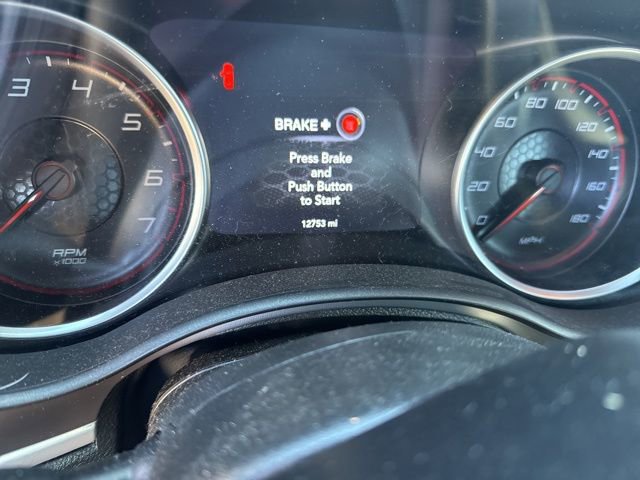 3
4
5
6
7
RPM
x1000
BRAKE +
Press Brake
and
Push Button
to Start
12753 mi
0
20
40
60
80
100
120
140
160
180
MPH